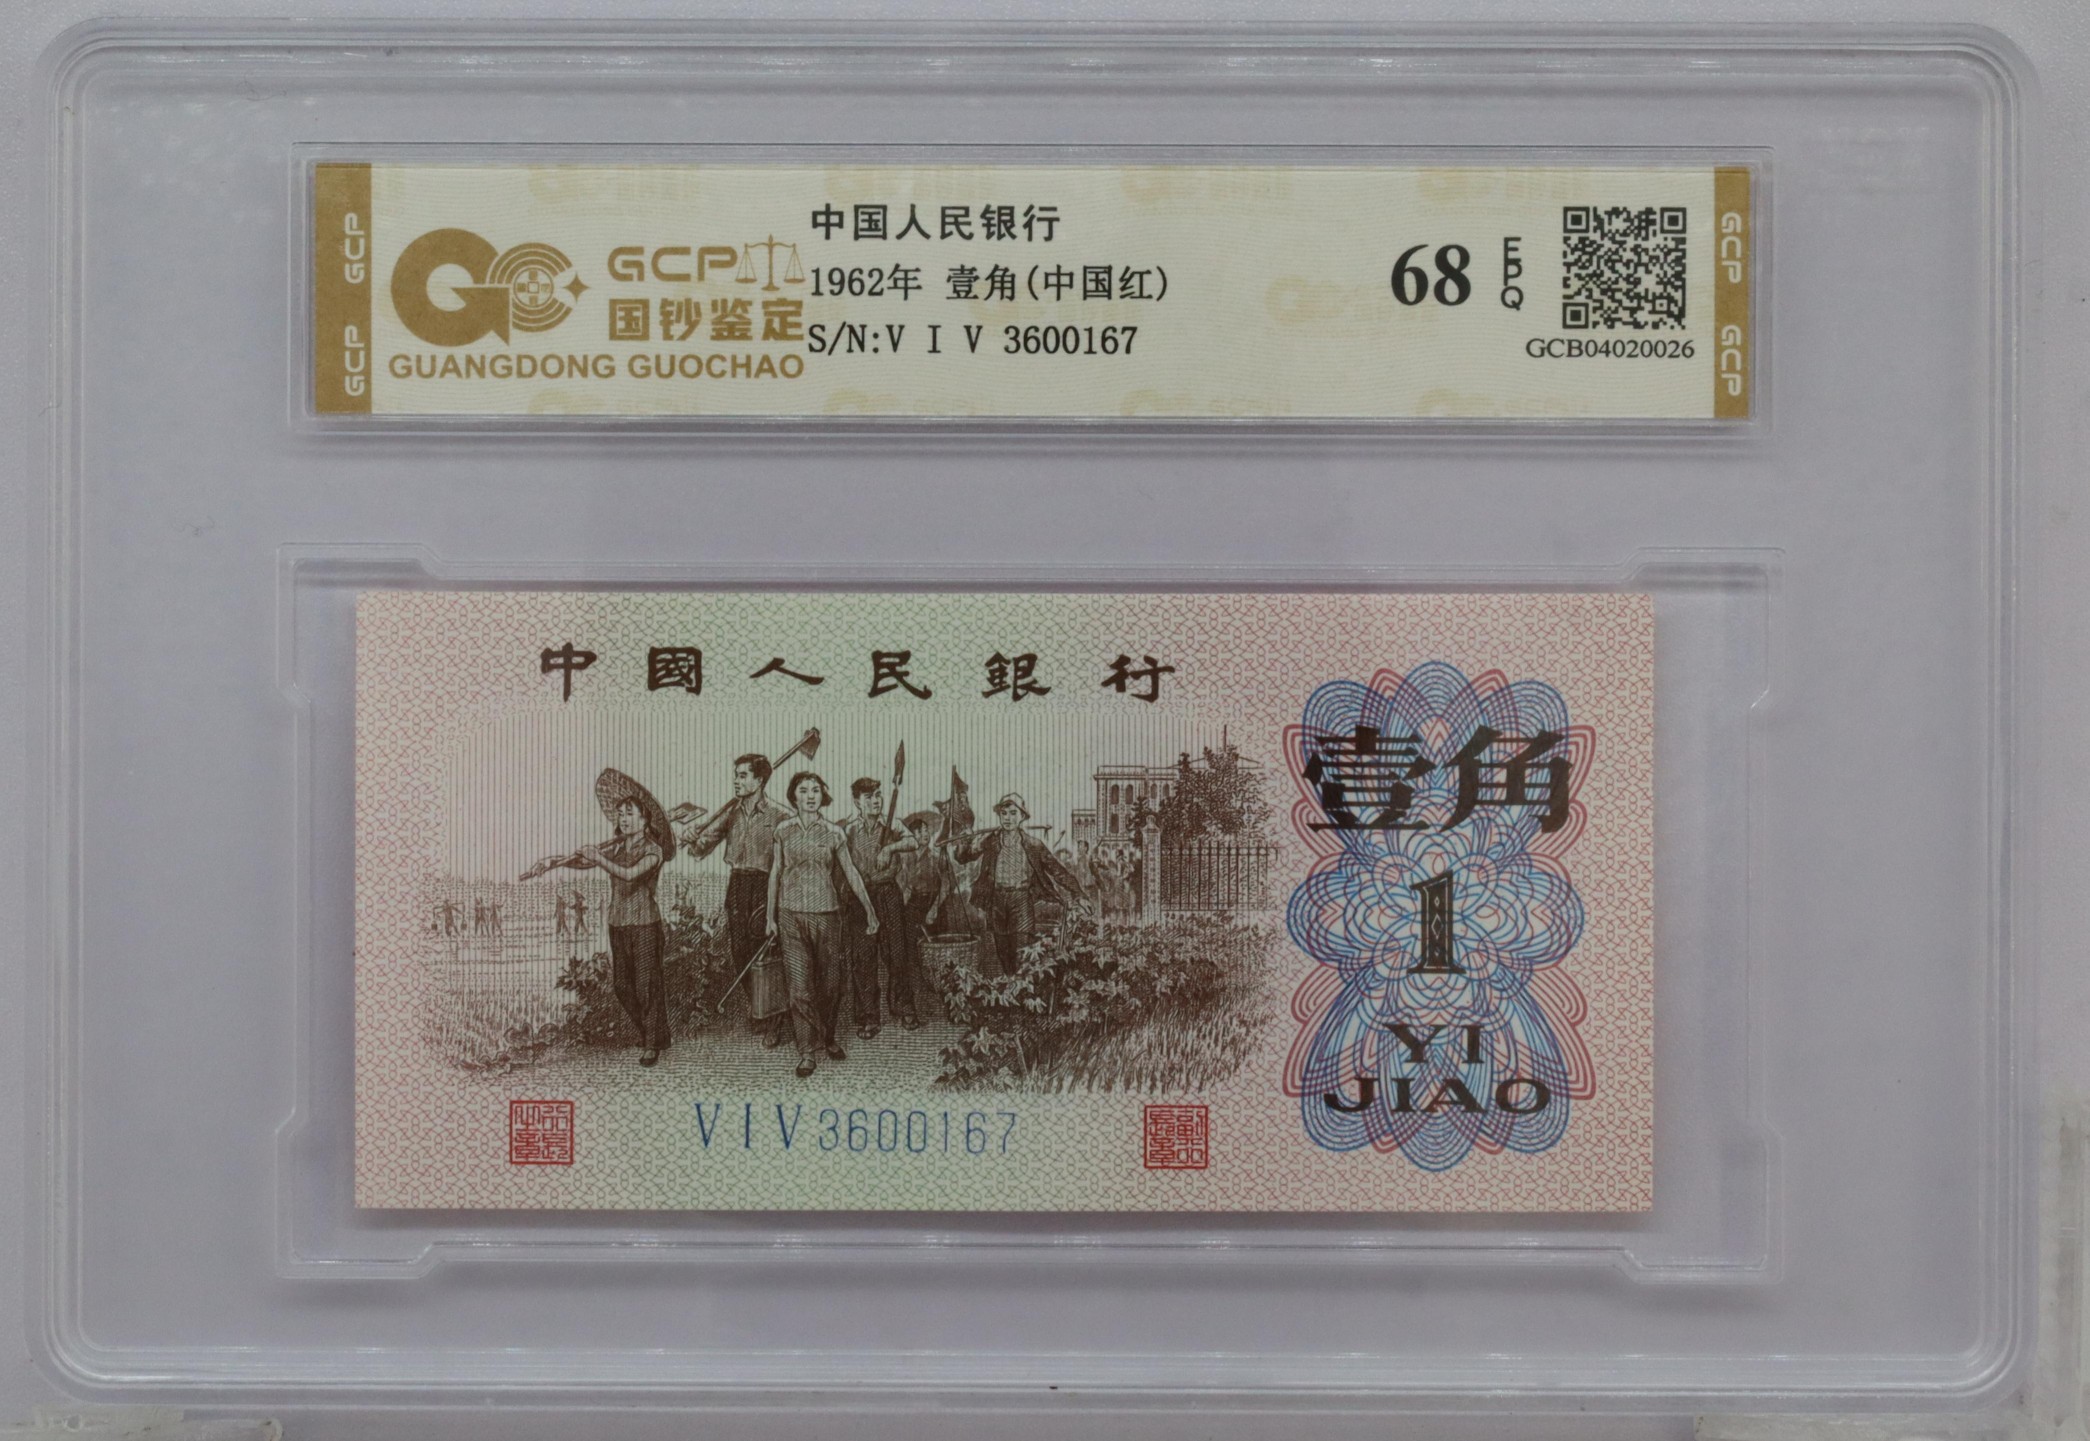 GCP GCP
GCP
国钞鉴定
GUANGDONG GUOCHAO
中国人民银行
1962年 壹角(中国红)
S/N:V I V 3600167
68 EPQ
GCB04020026
GCP GCP
中國人民銀行
壹角
1
YI
JIAO
VIV3600167